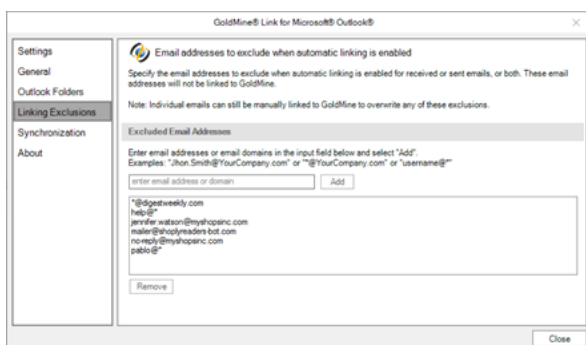 GoldMine® Link for Microsoft® Outlook®
Settings
General
Outlook Folders
Linking Exclusions
Synchronization
About
Email addresses to exclude when automatic linking is enabled
Specify the email addresses to exclude when automatic linking is enabled for received or sent emails, or both. These email
addresses will not be linked to GoldMine.
Note: Individual emails can still be manually linked to GoldMine to overwrite any of these exclusions.
Excluded Email Addresses
Enter email addresses or email domains in the input field below and select "Add".
Examples: "Jhon.Smith@YourCompany.com" or "*@YourCompany.com" or "username@*"
enter email address or domain
Add
*@digestweekly.com
help@*
jennifer.watson@myshopsinc.com
mailer@shoplyreaders-bot.com
no-reply@myshopsinc.com
pablo@*
Remove
Close